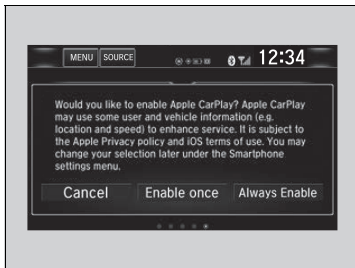 MENU SOURCE 12:34
Would you like to enable Apple CarPlay? Apple CarPlay
may use some user and vehicle information (e.g.
location and speed) to enhance service. It is subject to
the Apple Privacy policy and iOS terms of use. You may
change your selection later under the Smartphone
settings menu.
Cancel Enable once Always Enable